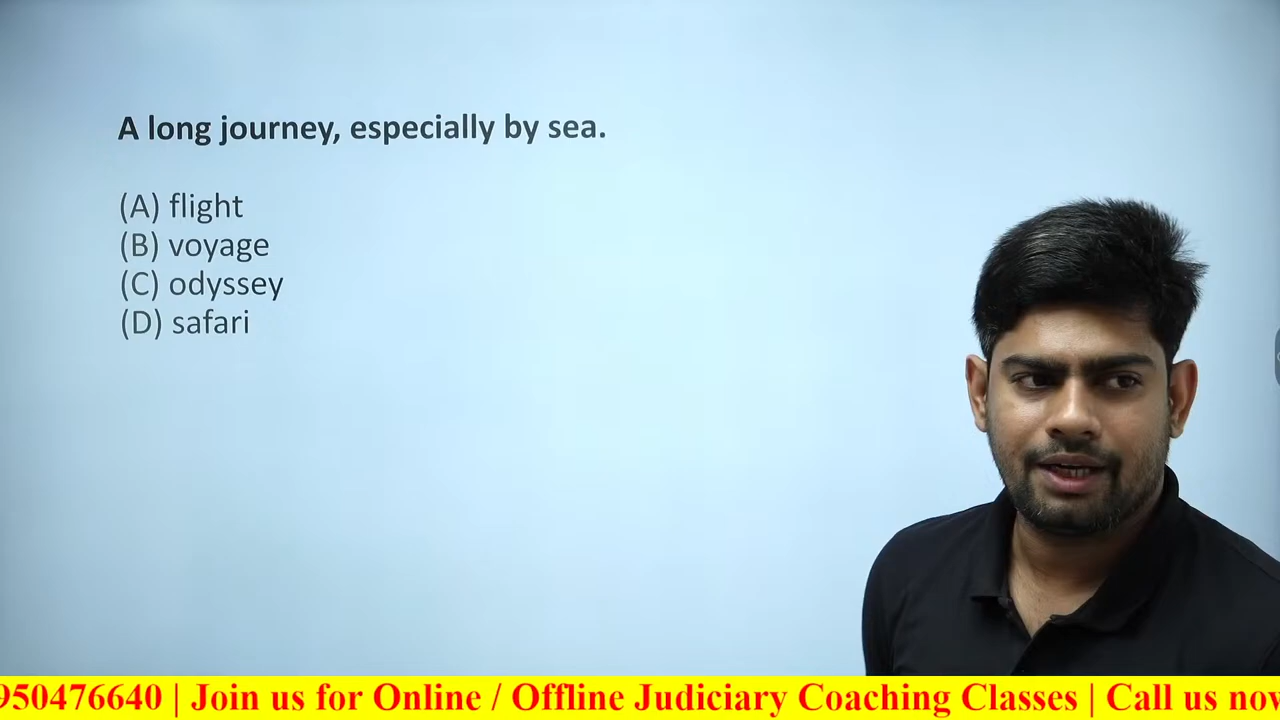 A long journey, especially by sea.
(A) flight
(B) voyage
(C) odyssey
(D) safari
950476640 | Join us for Online / Offline Judiciary Coaching Classes | Call us now